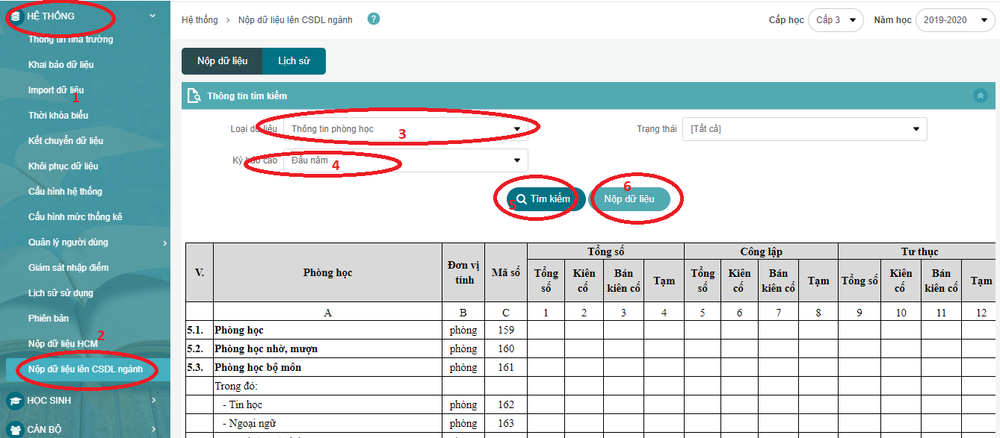 HỆ THỐNG
Thông tin nhà trường
Khai báo dữ liệu
Import dữ liệu
1
Thời khóa biểu
Kết chuyển dữ liệu
Khôi phục dữ liệu
Cấu hình hệ thống
Cấu hình mức thống kê
Quản lý người dùng
Giám sát nhập điểm
Lịch sử sử dụng
Phiên bản
2
Nộp dữ liệu HCM
Nộp dữ liệu lên CSDL ngành
HỌC SINH
CÁN BỘ
Hệ thống > Nộp dữ liệu lên CSDL ngành ?
Cấp học Cấp 3 Năm học 2019-2020
Nộp dữ liệu Lịch sử
Thông tin tìm kiếm
Loại dữ liệu Thông tin phòng học 3 Trạng thái [Tất cả]
Kỳ báo cáo Đầu năm 4
5 Tìm kiếm 6 Nộp dữ liệu
V. Phòng học Đơn vị tính Mã số Tổng số Công lập Tư thục
Tổng số Kiên cố Bán kiên cố Tạm Tổng số Kiên cố Bán kiên cố Tạm Tổng số Kiên cố Bán kiên cố Tạm
A B C 1 2 3 4 5 6 7 8 9 10 11 12
5.1. Phòng học phòng 159
5.2. Phòng học nhờ, mượn phòng 160
5.3. Phòng học bộ môn phòng 161
Trong đó:
- Tin học phòng 162
- Ngoại ngữ phòng 163